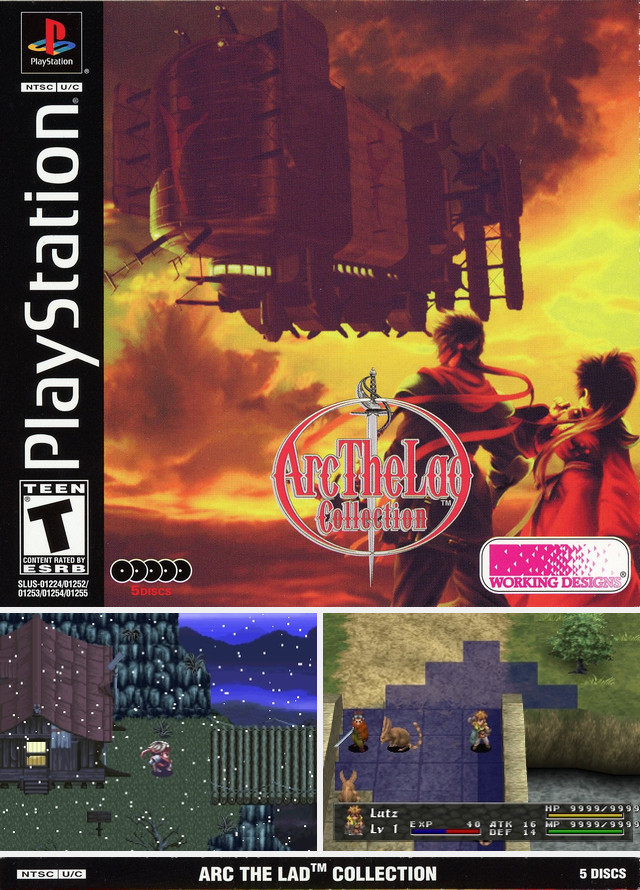 PlayStation
®
NTSC U/C
PlayStation®
TEEN
T
®
CONTENT RATED BY
ESRB
SLUS-01224/01252/
01253/01254/01255
5 DISCS
Arc The Lad
TM
Collection
WORKING DESIGNS®
Lutz
Lv 1
EXP 40
ATK 16
DEF 14
HP 9999/9999
MP 9999/9999
NTSC U/C
ARC THE LAD™ COLLECTION
5 DISCS